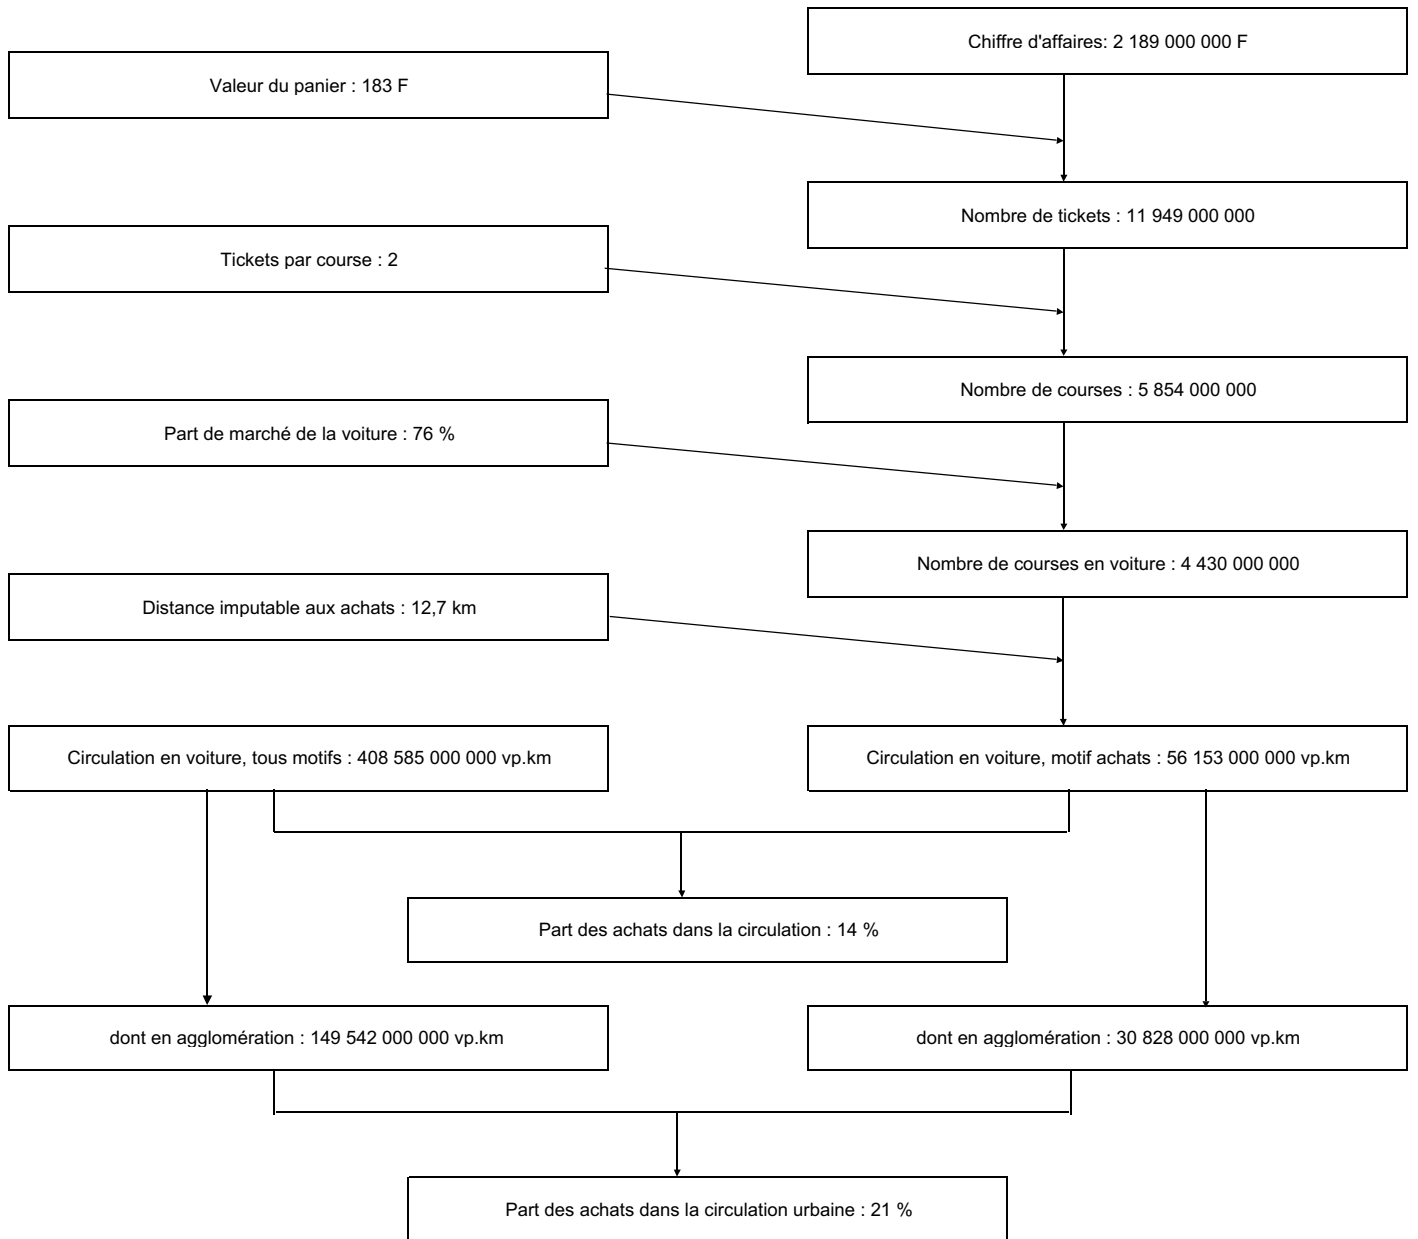 Chiffre d'affaires: 2 189 000 000 F
Valeur du panier : 183 F
Nombre de tickets : 11 949 000 000
Tickets par course : 2
Nombre de courses : 5 854 000 000
Part de marché de la voiture : 76 %
Nombre de courses en voiture : 4 430 000 000
Distance imputable aux achats : 12,7 km
Circulation en voiture, tous motifs : 408 585 000 000 vp.km
Circulation en voiture, motif achats : 56 153 000 000 vp.km
Part des achats dans la circulation : 14 %
dont en agglomération : 149 542 000 000 vp.km
dont en agglomération : 30 828 000 000 vp.km
Part des achats dans la circulation urbaine : 21 %